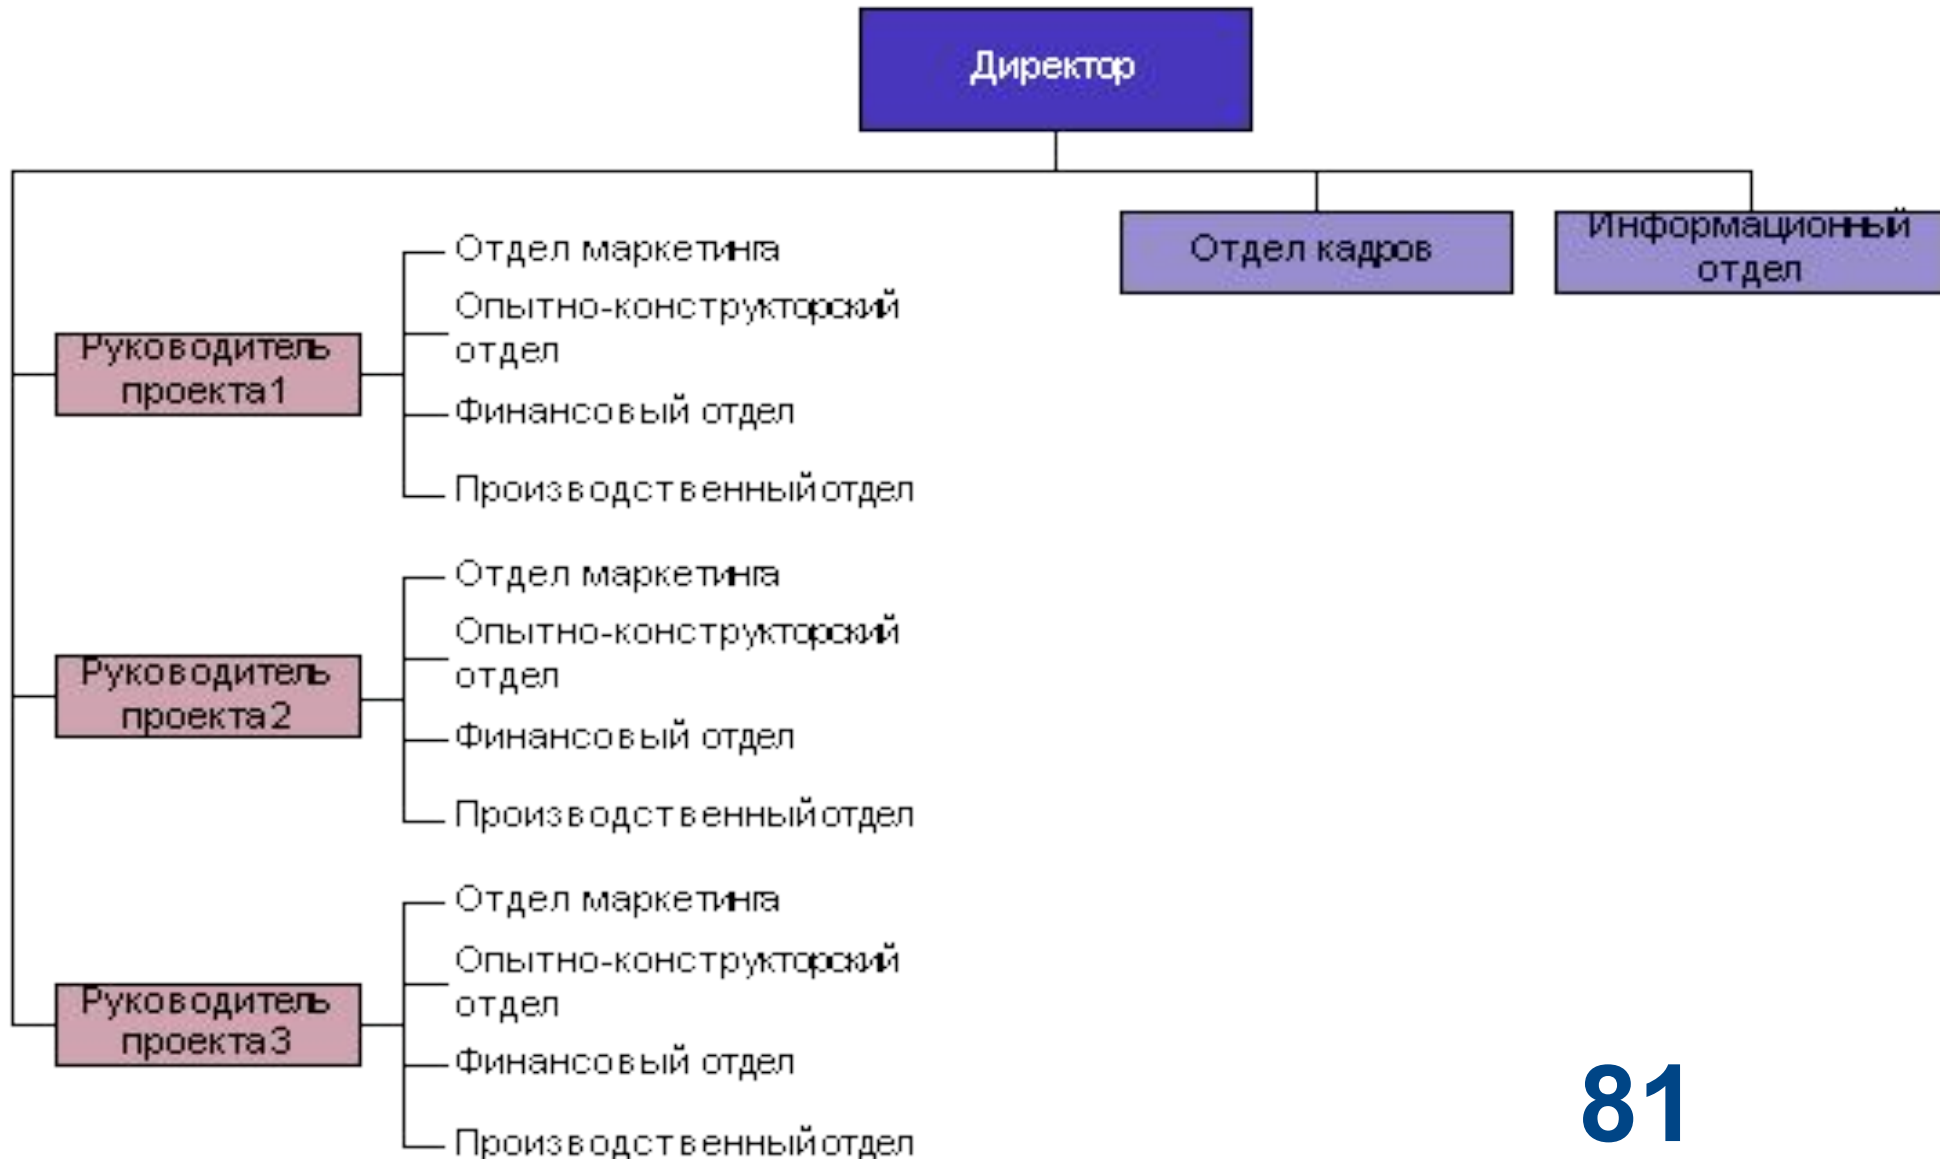 Директор
Отдел кадров
Информационный
отдел
Руководитель
проекта 1
Отдел маркетинга
Опытно-конструкторский
отдел
Финансовый отдел
Производственный отдел
Руководитель
проекта 2
Отдел маркетинга
Опытно-конструкторский
отдел
Финансовый отдел
Производственный отдел
Руководитель
проекта 3
Отдел маркетинга
Опытно-конструкторский
отдел
Финансовый отдел
Производственный отдел
81